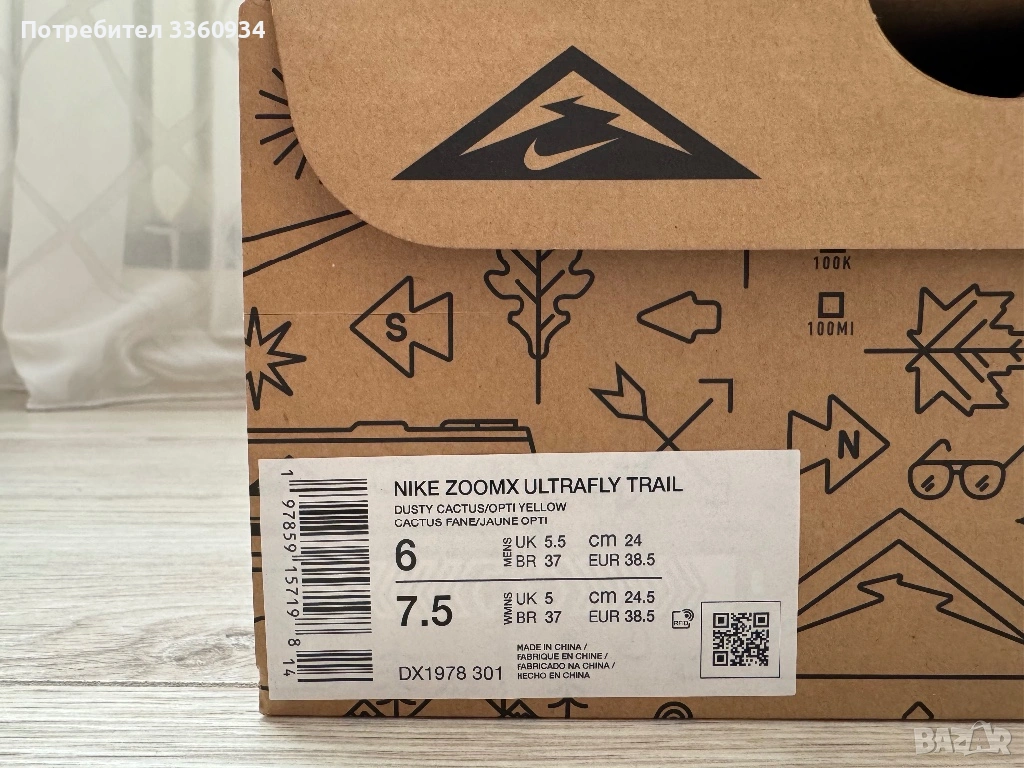 Потребител 3360934
100K
100MI
S
N
NIKE ZOOMX ULTRAFLY TRAIL
DUSTY CACTUS/OPTI YELLOW
CACTUS FANE/JAUNE OPTI
6 MENS UK 5.5 cm 24
BR 37 EUR 38.5
7.5 WMNS UK 5 cm 24.5
BR 37 EUR 38.5
RFID
DX1978 301
MADE IN CHINA /
FABRIQUE EN CHINE /
FABRICADO NA CHINA /
HECHO EN CHINA
1 97859 15719 8 14
BAZAR